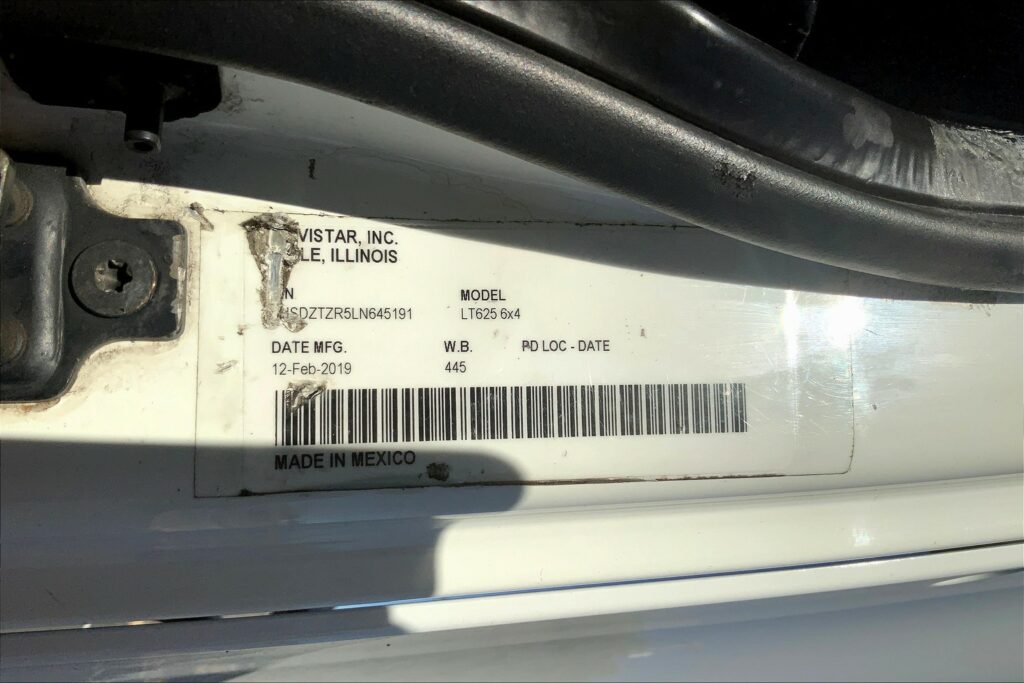 VISTAR, INC.
LE, ILLINOIS
N MODEL
HSDZTZR5LN645191 LT625 6x4
DATE MFG. W.B. PD LOC - DATE
12-Feb-2019 445
MADE IN MEXICO